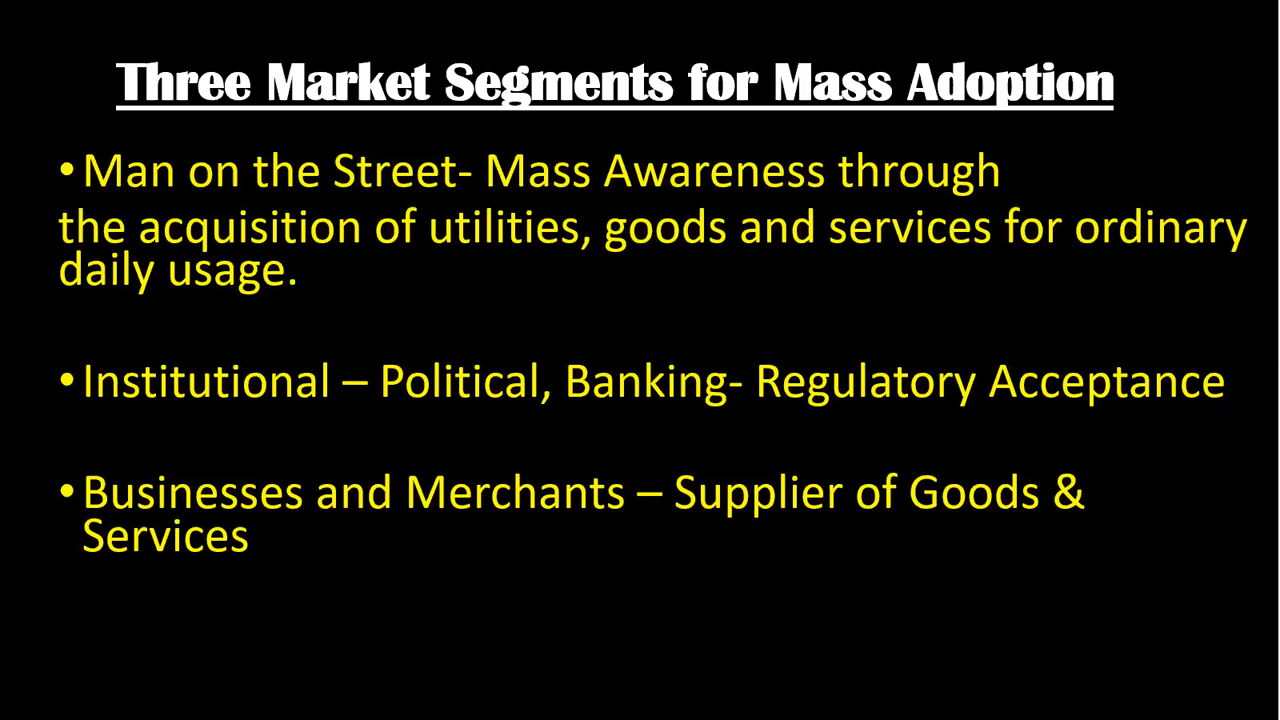 Three Market Segments for Mass Adoption
•Man on the Street- Mass Awareness through
the acquisition of utilities, goods and services for ordinary
daily usage.
•Institutional – Political, Banking- Regulatory Acceptance
•Businesses and Merchants – Supplier of Goods &
Services